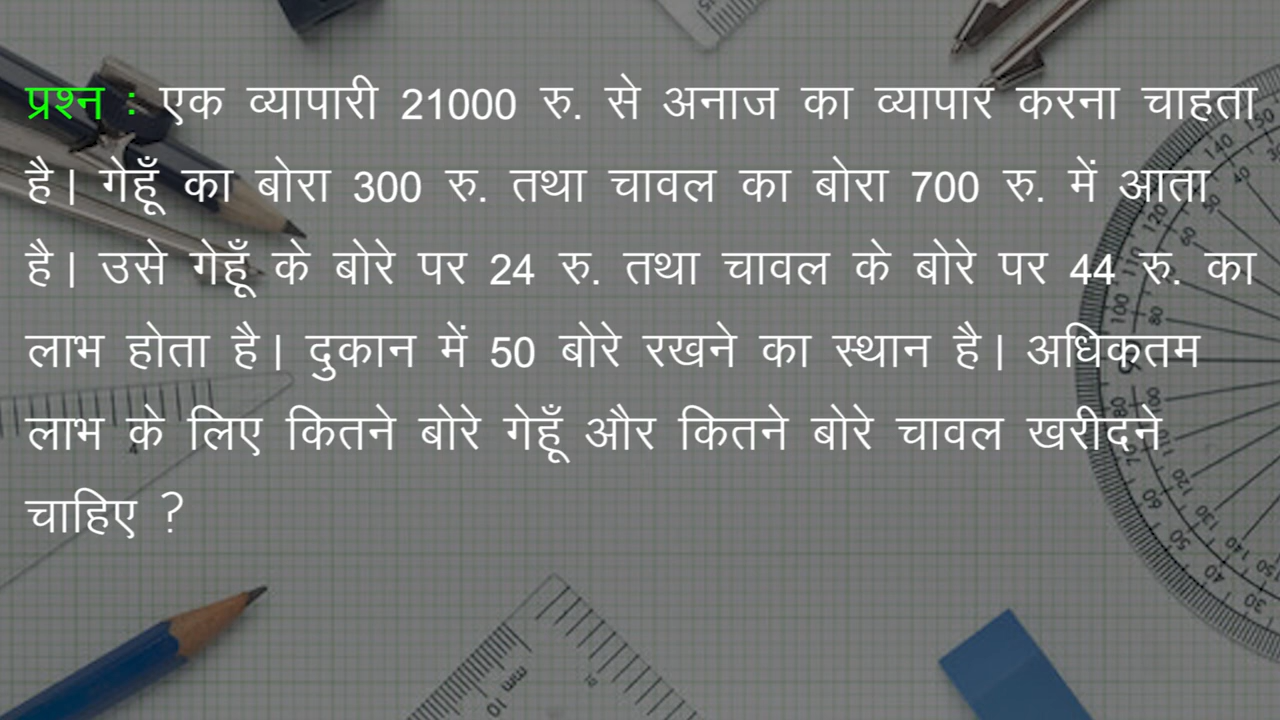 प्रश्न : एक व्यापारी 21000 रु. से अनाज का व्यापार करना चाहता
है। गेहूँ का बोरा 300 रु. तथा चावल का बोरा 700 रु. में आता
है। उसे गेहूँ के बोरे पर 24 रु. तथा चावल के बोरे पर 44 रु. का
लाभ होता है। दुकान में 50 बोरे रखने का स्थान है। अधिकतम
लाभ के लिए कितने बोरे गेहूँ और कितने बोरे चावल खरीदने
चाहिए ?